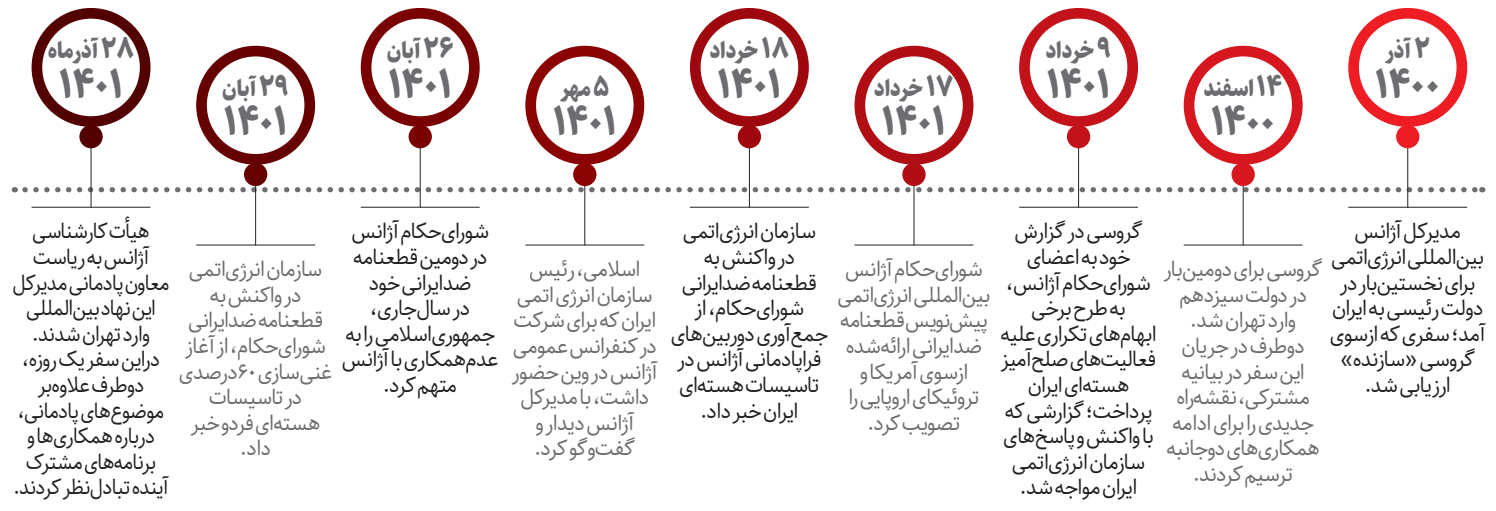 ۲ آذر
۱۴۰۰
مدیرکل آژانس
بین‌المللی انرژی‌اتمی
برای نخستین‌بار در
دولت رئیسی به ایران
آمد؛ سفری که ازسوی
گروسی «سازنده»
ارزیابی شد.
۱۴ اسفند
۱۴۰۰
گروسی برای دومین‌بار
در دولت سیزدهم
وارد تهران شد.
دوطرف در جریان
این سفر در بیانیه
مشترکی، نقشه‌راه
جدیدی را برای ادامه
همکاری‌های دوجانبه
ترسیم کردند.
۹ خرداد
۱۴۰۱
گروسی در گزارش
خود به اعضای
شورای‌حکام آژانس،
به طرح برخی
ابهام‌های تکراری علیه
فعالیت‌های صلح‌آمیز
هسته‌ای ایران
پرداخت؛ گزارشی که
با واکنش و پاسخ‌های
سازمان انرژی‌اتمی
ایران مواجه شد.
۱۷ خرداد
۱۴۰۱
شورای‌حکام آژانس
بین‌المللی انرژی‌اتمی
پیش‌نویس قطعنامه
ضدایرانی ارائه‌شده
ازسوی آمریکا و
تروئیکای اروپایی را
تصویب کرد.
۱۸ خرداد
۱۴۰۱
سازمان انرژی‌اتمی
در واکنش به
قطعنامه ضدایرانی
شورای‌حکام، از
جمع‌آوری دوربین‌های
فراپادمانی آژانس در
تاسیسات هسته‌ای
ایران خبر داد.
۵ مهر
۱۴۰۱
اسلامی، رئیس
سازمان انرژی اتمی
ایران که برای شرکت
در کنفرانس عمومی
آژانس در وین حضور
داشت، با مدیرکل
آژانس دیدار و
گفت‌وگو کرد.
۲۶ آبان
۱۴۰۱
شورای‌حکام آژانس
در دومین قطعنامه
ضدایرانی خود
در سال‌جاری،
جمهوری‌اسلامی را به
عدم‌همکاری با آژانس
متهم کرد.
۲۹ آبان
۱۴۰۱
سازمان انرژی‌اتمی
در واکنش به
قطعنامه ضدایرانی
شورای‌حکام، از آغاز
غنی‌سازی ۶۰درصدی
در تاسیسات
هسته‌ای فردو خبر
داد.
۲۸ آذرماه
۱۴۰۱
هیأت کارشناسی
آژانس به ریاست
معاون پادمانی مدیرکل
این نهاد بین‌المللی
وارد تهران شدند.
دراین سفر یک روزه،
دوطرف علاوه‌بر
موضوع‌های پادمانی،
درباره همکاری‌ها و
برنامه‌های مشترک
آینده تبادل‌نظر کردند.